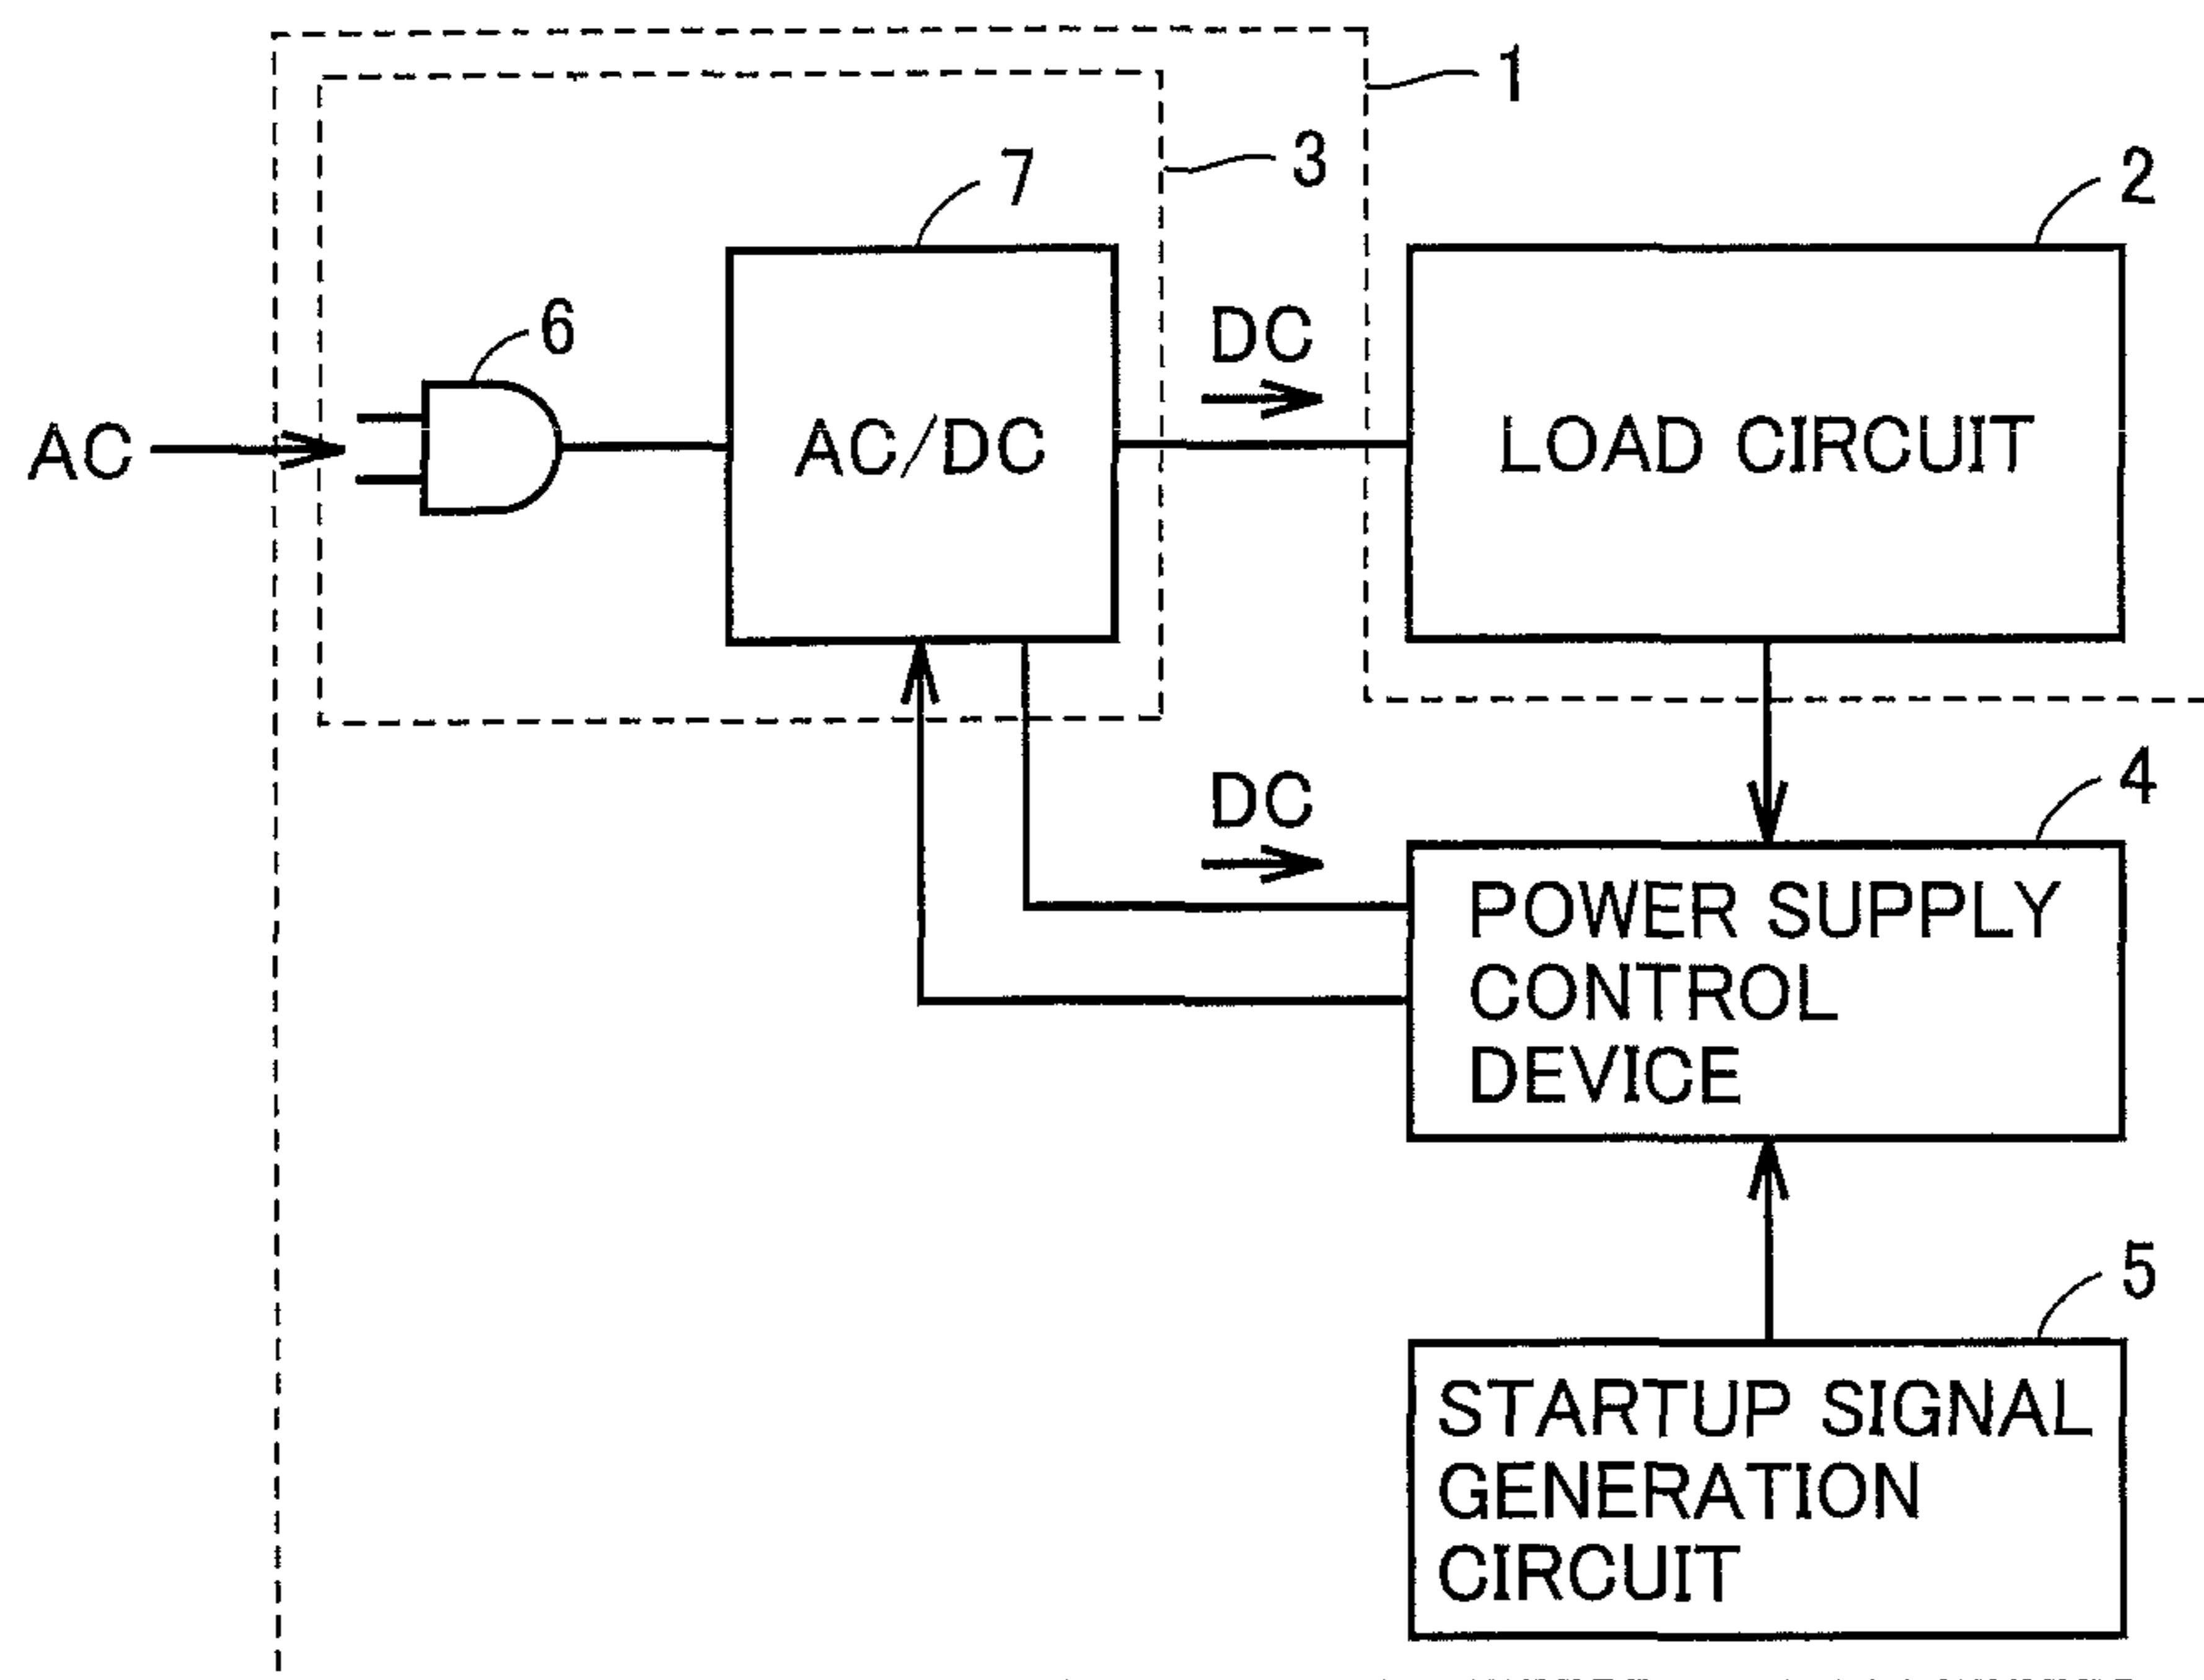 1
3
7
2
6
DC
AC
AC/DC
LOAD CIRCUIT
4
DC
POWER SUPPLY
CONTROL
DEVICE
5
STARTUP SIGNAL
GENERATION
CIRCUIT